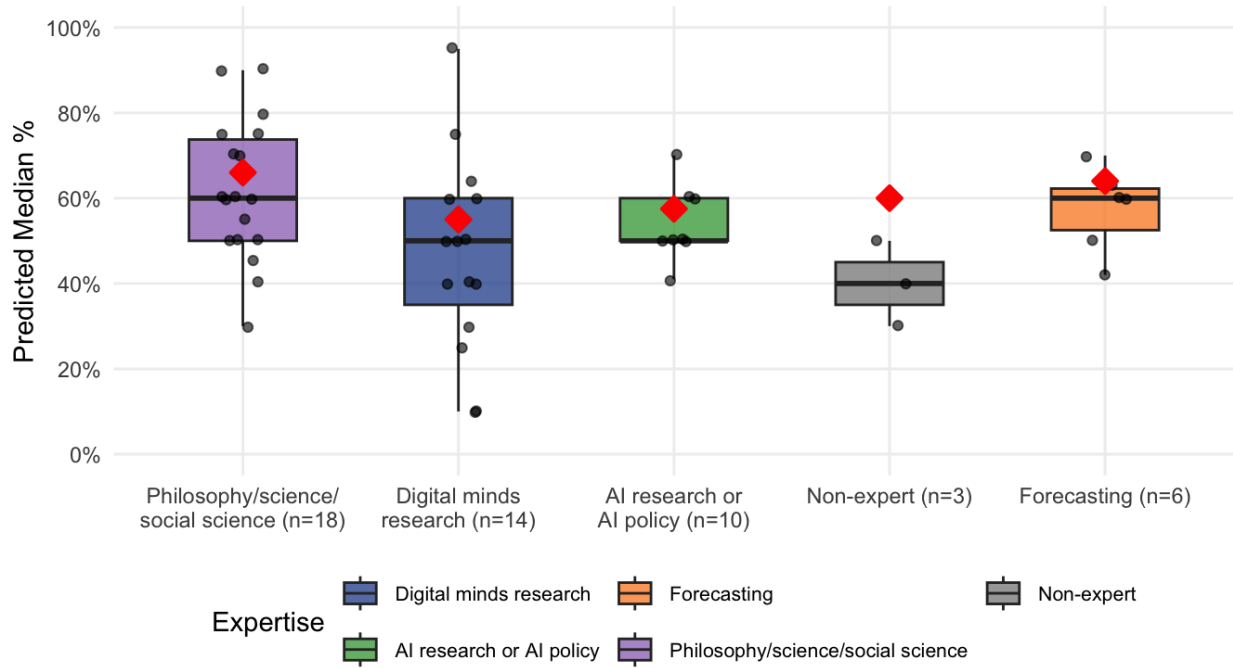 100%
80%
60%
40%
20%
0%
Predicted Median %
Philosophy/science/
social science (n=18)
Digital minds
research (n=14)
AI research or
AI policy (n=10)
Non-expert (n=3)
Forecasting (n=6)
Expertise
Digital minds research
Forecasting
Non-expert
AI research or AI policy
Philosophy/science/social science